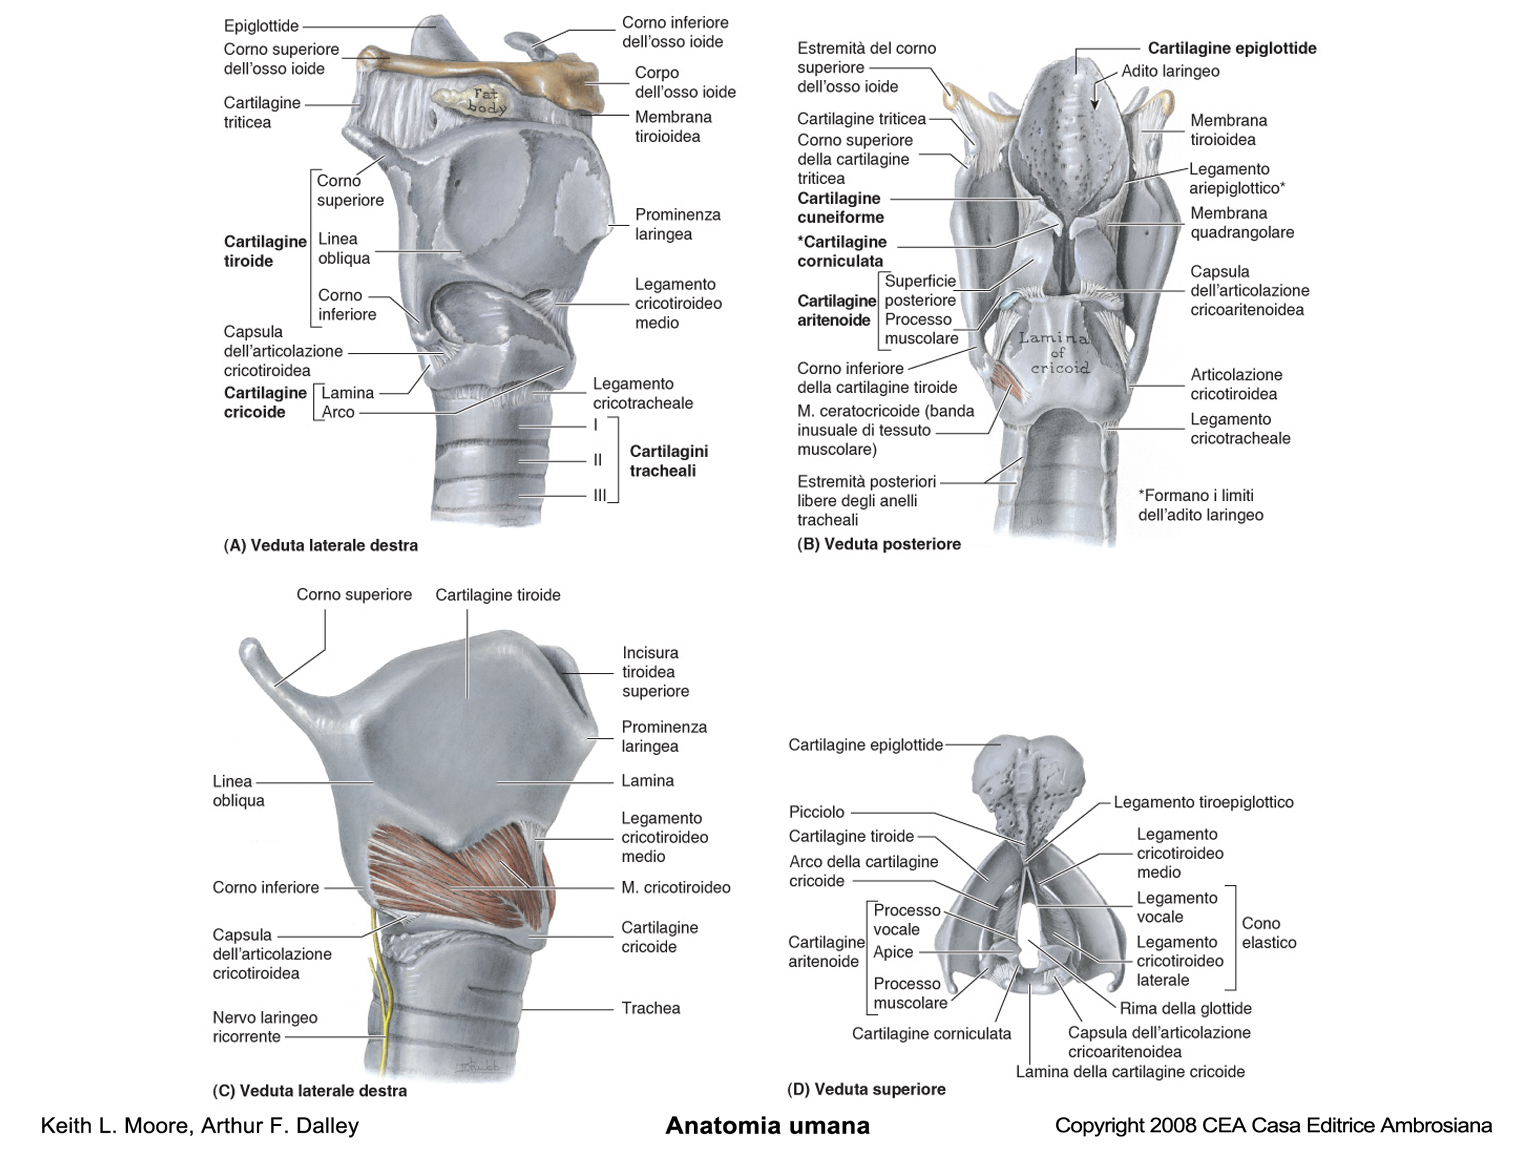 Epiglottide
Corno superiore
dell'osso ioide
Cartilagine
triticea
Corno
superiore
Cartilagine
tiroide
Linea
obliqua
Corno
inferiore
Capsula
dell'articolazione
cricotiroidea
Cartilagine
cricoide
Lamina
Arco
Fat
body
Corno inferiore
dell'osso ioide
Corpo
dell'osso ioide
Membrana
tiroioidea
Prominenza
laringea
Legamento
cricotiroideo
medio
Legamento
cricotracheale
I
II
III
Cartilagini
tracheali
(A) Veduta laterale destra
Estremità del corno
superiore
dell'osso ioide
Cartilagine triticea
Corno superiore
della cartilagine
triticea
Cartilagine
cuneiforme
*Cartilagine
corniculata
Cartilagine
aritenoide
Superficie
posteriore
Processo
muscolare
Corno inferiore
della cartilagine tiroide
M. ceratocricoide (banda
inusuale di tessuto
muscolare)
Estremità posteriori
libere degli anelli
tracheali
Lamina
of
cricoid
Cartilagine epiglottide
Adito laringeo
Membrana
tiroioidea
Legamento
ariepiglottico*
Membrana
quadrangolare
Capsula
dell'articolazione
cricoaritenoidea
Articolazione
cricotiroidea
Legamento
cricotracheale
*Formano i limiti
dell'adito laringeo
(B) Veduta posteriore
Corno superiore
Cartilagine tiroide
Incisura
tiroidea
superiore
Prominenza
laringea
Linea
obliqua
Lamina
Legamento
cricotiroideo
medio
Corno inferiore
M. cricotiroideo
Capsula
dell'articolazione
cricotiroidea
Cartilagine
cricoide
Nervo laringeo
ricorrente
Trachea
(C) Veduta laterale destra
Cartilagine epiglottide
Picciolo
Cartilagine tiroide
Arco della cartilagine
cricoide
Cartilagine
aritenoide
Processo
vocale
Apice
Processo
muscolare
Cartilagine corniculata
Legamento tiroepiglottico
Legamento
cricotiroideo
medio
Legamento
vocale
Legamento
cricotiroideo
laterale
Cono
elastico
Rima della glottide
Capsula dell'articolazione
cricoaritenoidea
Lamina della cartilagine cricoide
(D) Veduta superiore
Keith L. Moore, Arthur F. Dalley
Anatomia umana
Copyright 2008 CEA Casa Editrice Ambrosiana